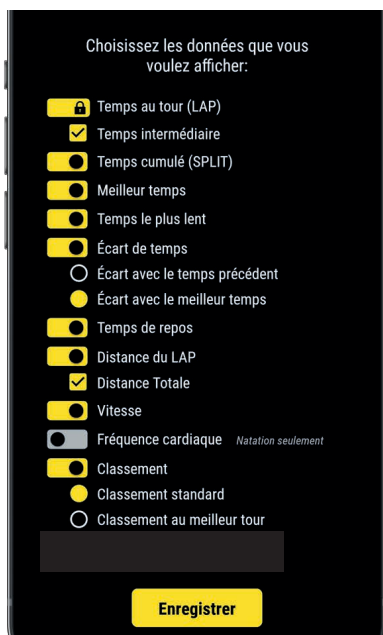 Choisissez les données que vous
voulez afficher:
Temps au tour (LAP)
Temps intermédiaire
Temps cumulé (SPLIT)
Meilleur temps
Temps le plus lent
Écart de temps
Écart avec le temps précédent
Écart avec le meilleur temps
Temps de repos
Distance du LAP
Distance Totale
Vitesse
Fréquence cardiaque Natation seulement
Classement
Classement standard
Classement au meilleur tour
Enregistrer